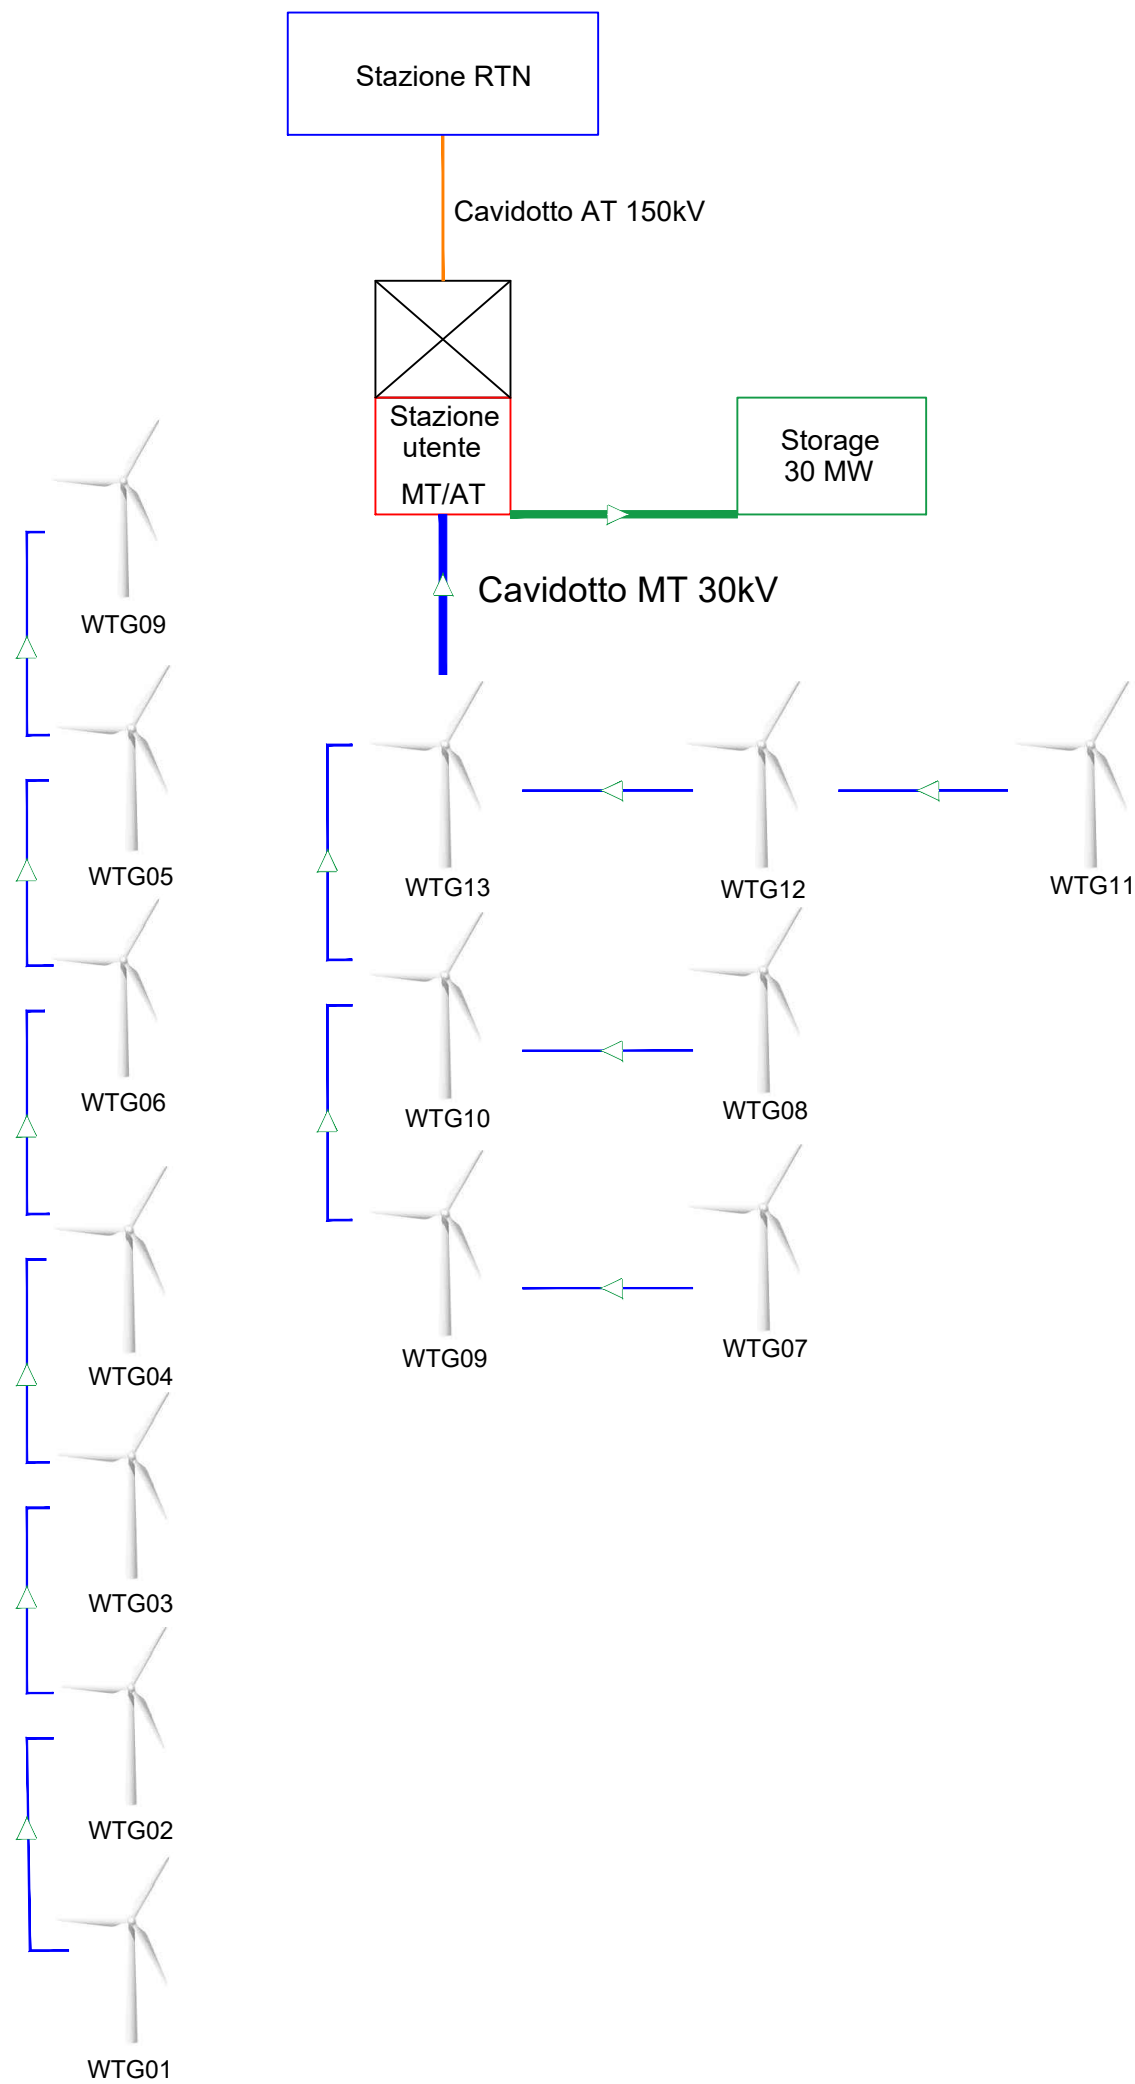 Stazione RTN
Cavidotto AT 150kV
Stazione
utente
MT/AT
Storage
30 MW
Cavidotto MT 30kV
WTG09
WTG05
WTG13
WTG12
WTG11
WTG06
WTG10
WTG08
WTG04
WTG09
WTG07
WTG03
WTG02
WTG01